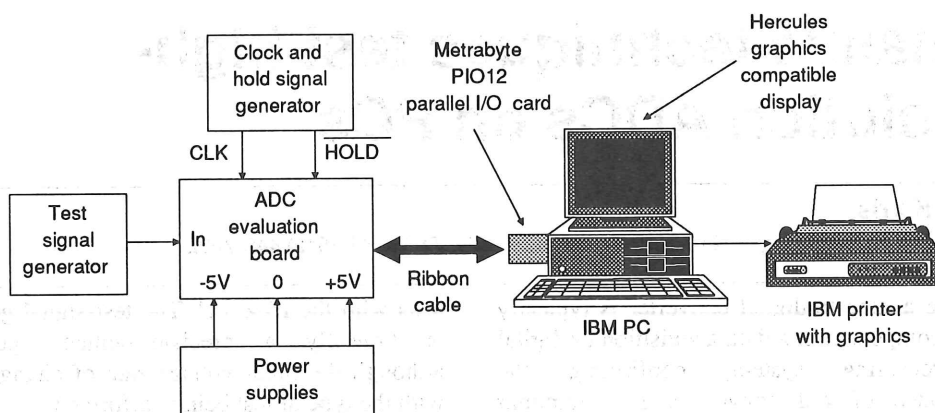 Clock and
hold signal
generator
Metrabyte
PIO12
parallel I/O card
Hercules
graphics
compatible
display
CLK
HOLD
Test
signal
generator
In
ADC
evaluation
board
-5V 0 +5V
Ribbon
cable
IBM PC
IBM printer
with graphics
Power
supplies